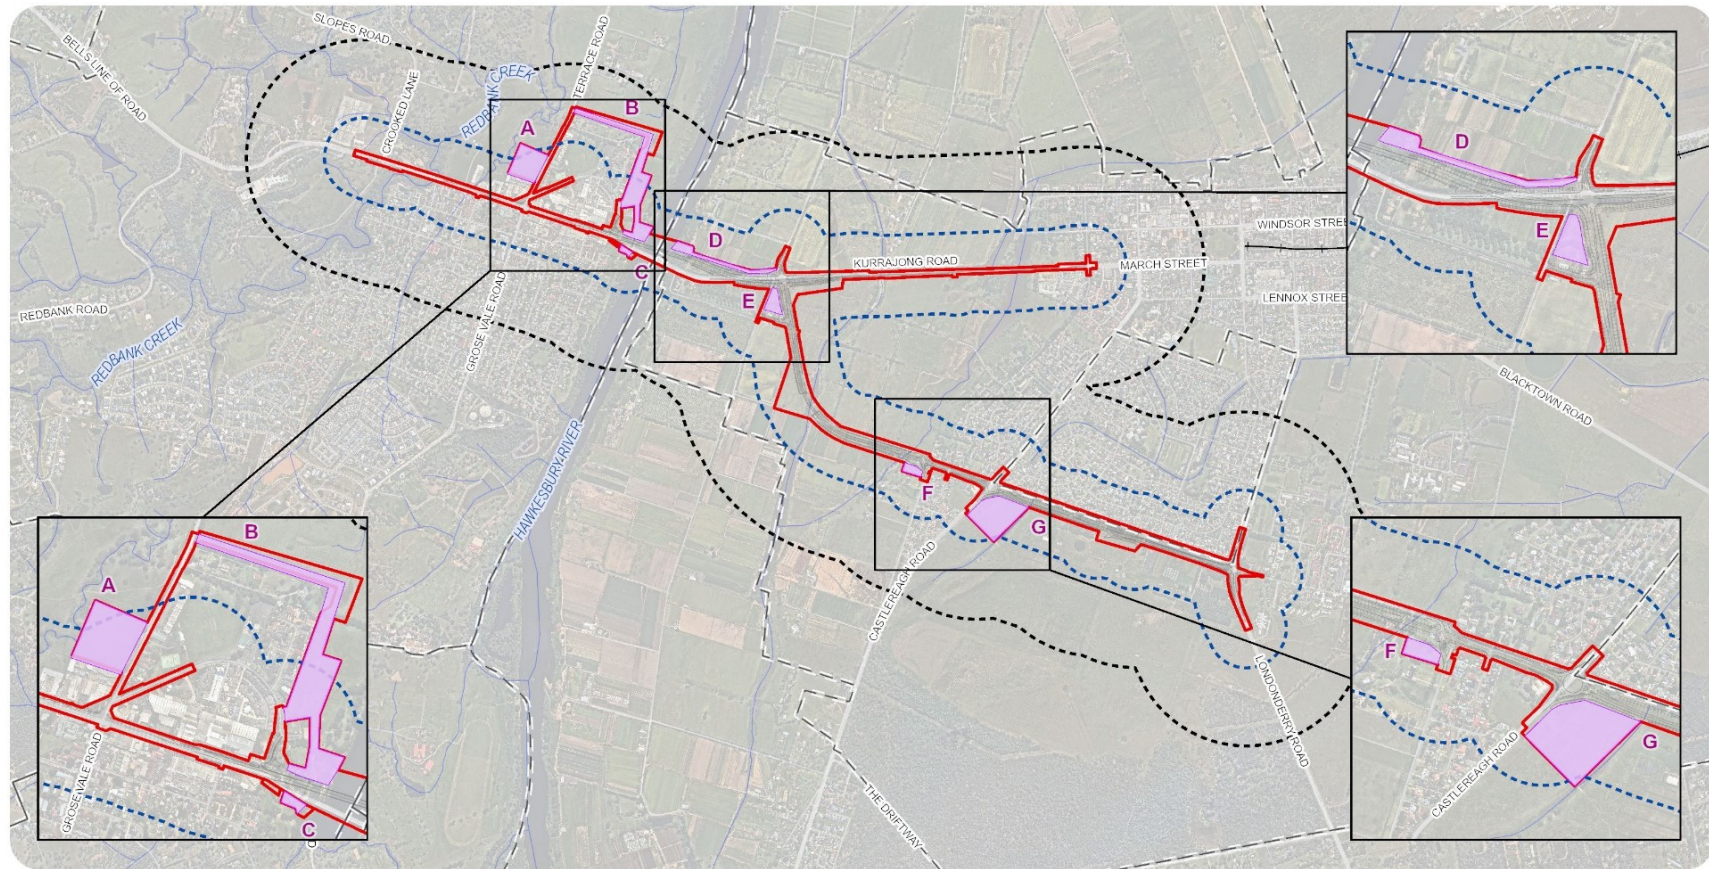 SLOPES ROAD
BELLS LINE OF ROAD
CROOKED LANE
REDBANK CREEK
TERRACE ROAD
A
B
C
D
E
KURRAJONG ROAD
MARCH STREET
WINDSOR STREE
LENNOX STREE
REDBANK ROAD
REDBANK CREEK
GROSE VALE ROAD
HAWKESBURY RIVER
BLACKTOWN ROAD
F
G
CASTLEREAGH ROAD
LONDONDERRY ROAD
THE DRIFTWAY
D
E
A
B
C
GROSE VALE ROAD
G
F
G
CASTLEREAGH ROAD